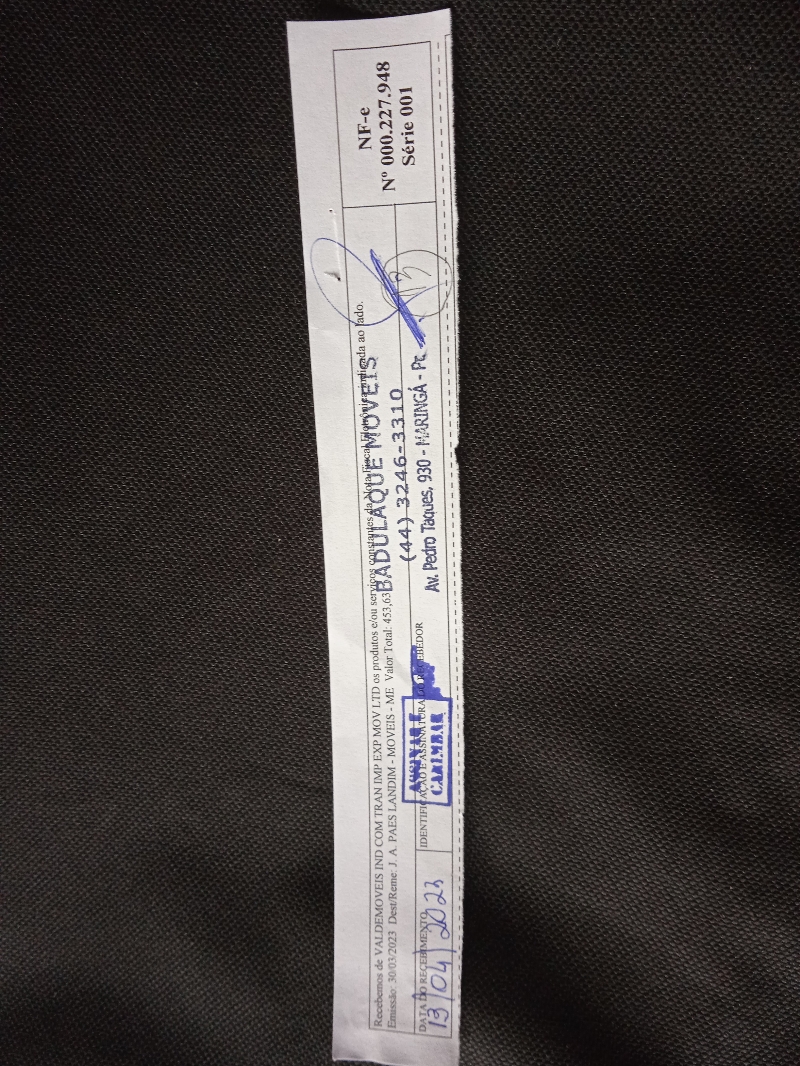 Recebemos de VALDEMOVEIS IND COM TRAN IMP EXP MOV LTD os produtos e/ou serviços constantes da Nota Fiscal Eletrônica indicada ao lado.
Emissão: 30/03/2023 Dest/Reme: J. A. PAES LANDIM - MOVEIS - ME Valor Total: 453,63
BADULAQUE MOVEIS
(44) 3246-3310
Av. Pedro Taques, 930 - MARINGÁ - Pr
NF-e
Nº 000.227.948
Série 001
DATA DO RECEBIMENTO
13/04/2023
IDENTIFICAÇÃO E ASSINATURA DO RECEBEDOR
ASSINAR E
CARIMBAR